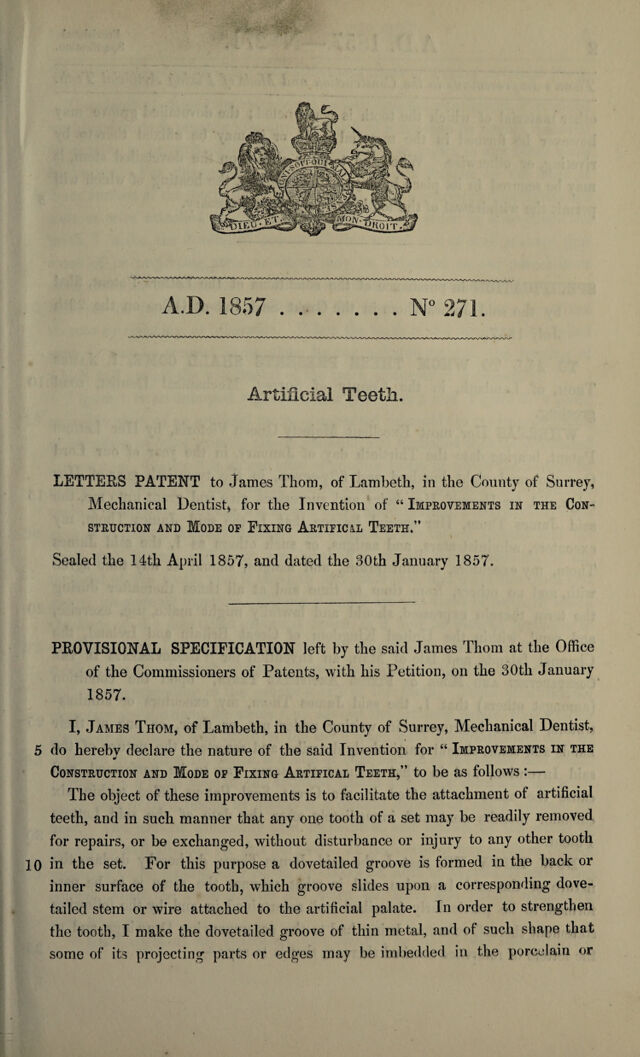 HONI SOIT QUI MAL
DIEU ET MON DROIT
A.D. 1857 . . . . . . . Nº 271.
Artificial Teeth.
LETTERS PATENT to James Thom, of Lambeth, in the County of Surrey,
Mechanical Dentist, for the Invention of “ IMPROVEMENTS IN THE CON-
STRUCTION AND MODE OF FIXING ARTIFICAL TEETH.”
Sealed the 14th April 1857, and dated the 30th January 1857.
PROVISIONAL SPECIFICATION left by the said James Thom at the Office
of the Commissioners of Patents, with his Petition, on the 30th January
1857.
I, JAMES THOM, of Lambeth, in the County of Surrey, Mechanical Dentist,
5 do hereby declare the nature of the said Invention for “ IMPROVEMENTS IN THE
CONSTRUCTION AND MODE OF FIXING ARTIFICAL TEETH,” to be as follows :—
The object of these improvements is to facilitate the attachment of artificial
teeth, and in such manner that any one tooth of a set may be readily removed
for repairs, or be exchanged, without disturbance or injury to any other tooth
10 in the set. For this purpose a dovetailed groove is formed in the back or
inner surface of the tooth, which groove slides upon a corresponding dove-
tailed stem or wire attached to the artificial palate. In order to strengthen
the tooth, I make the dovetailed groove of thin metal, and of such shape that
some of its projecting parts or edges may be imbedded in the porcelain or